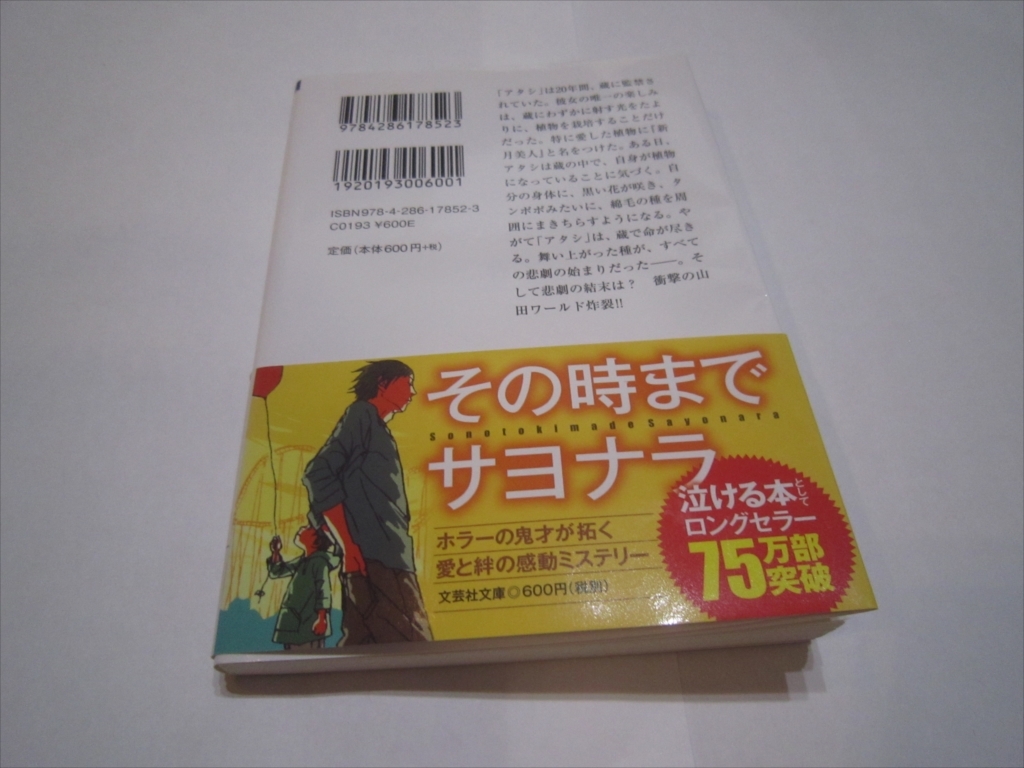 9784286178523
1920193006001
ISBN978-4-286-17852-3
C0193 ¥600E
定価(本体600円+税)
「アタシ」は20年間、蔵に監禁さ
れていた。彼女の唯一の楽しみ
は、蔵にわずかに射す光をたよ
りに、植物を栽培することだけ
だった。特に愛した植物に『新
月美人』と名をつけた。ある日、
アタシは蔵の中で、自身が植物
になっていることに気づく。自
分の身体に、黒い花が咲き、タ
ンポポみたいに、綿毛の種を周
囲にまきちらすようになる。や
がて「アタシ」は、蔵で命が尽き
る。舞い上がった種が、すべて
の悲劇の始まりだった――。そ
して悲劇の結末は? 衝撃の山
田ワールド炸裂!!
その時まで
SonotokimadeSayonara
サヨナラ
ホラーの鬼才が拓く
愛と絆の感動ミステリー
文芸社文庫◎600円(税別)
泣ける本として
ロングセラー
75万部
突破